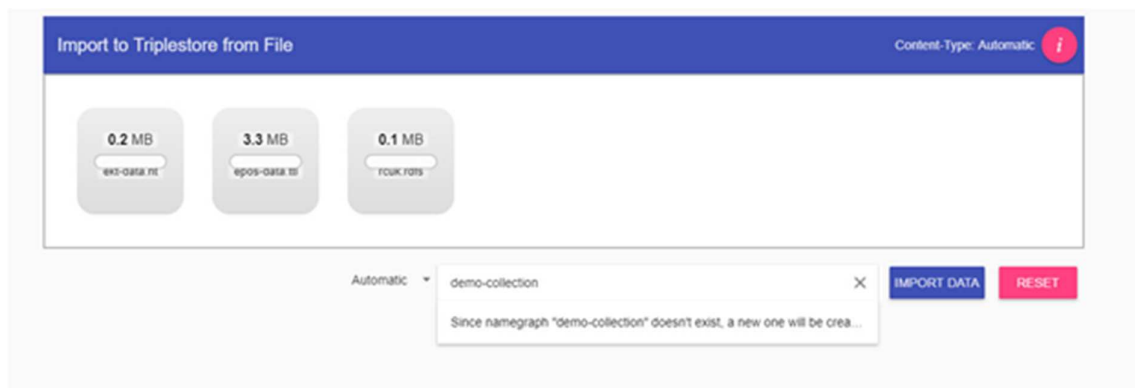 Import to Triplestore from File
Content-Type: Automatic i
0.2 MB
3.3 MB
0.1 MB
ekt-data.nt
epos-data.ttl
rcuk.rdfs
Automatic
demo-collection
IMPORT DATA
RESET
Since namegraph "demo-collection" doesn't exist, a new one will be crea...